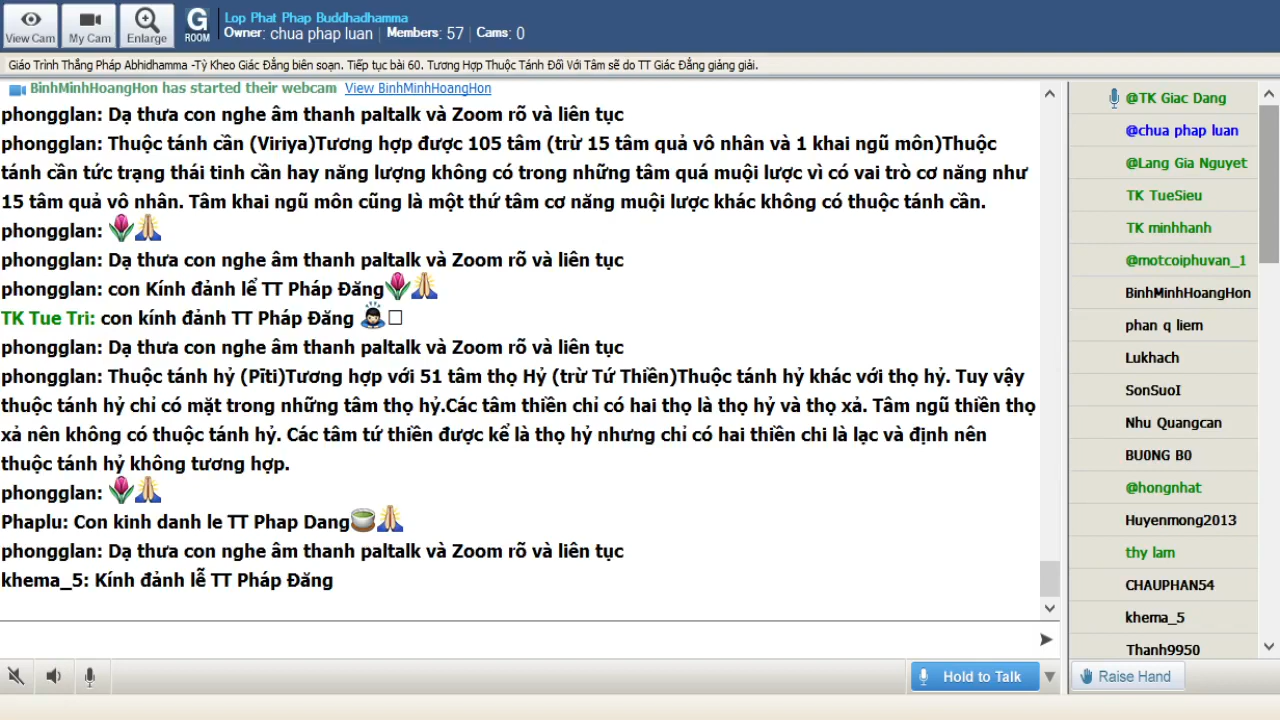 View Cam
My Cam
Enlarge
G
ROOM
Lop Phat Phap Buddhadhamma
Owner: chua phap luan Members: 57 Cams: 0
Giáo Trình Thắng Pháp Abhidhamma -Tỳ Kheo Giác Đẳng biên soạn. Tiếp tục bài 60. Tương Hợp Thuộc Tánh Đối Với Tâm sẽ do TT Giác Đẳng giảng giải.
BinhMinhHoangHon has started their webcam View BinhMinhHoangHon
phongglan: Dạ thưa con nghe âm thanh paltalk và Zoom rõ và liên tục
phongglan: Thuộc tánh cần (Viriya)Tương hợp được 105 tâm (trừ 15 tâm quả vô nhân và 1 khai ngũ môn)Thuộc
tánh cần tức trạng thái tinh cần hay năng lượng không có trong những tâm quá muội lược vì có vai trò cơ năng như
15 tâm quả vô nhân. Tâm khai ngũ môn cũng là một thứ tâm cơ năng muội lược khác không có thuộc tánh cần.
phongglan:
phongglan: Dạ thưa con nghe âm thanh paltalk và Zoom rõ và liên tục
phongglan: con Kính đảnh lể TT Pháp Đăng
TK Tue Tri: con kính đảnh TT Pháp Đăng
phongglan: Dạ thưa con nghe âm thanh paltalk và Zoom rõ và liên tục
phongglan: Thuộc tánh hỷ (Pīti)Tương hợp với 51 tâm thọ Hỷ (trừ Tứ Thiền)Thuộc tánh hỷ khác với thọ hỷ. Tuy vậy
thuộc tánh hỷ chỉ có mặt trong những tâm thọ hỷ.Các tâm thiền chỉ có hai thọ là thọ hỷ và thọ xả. Tâm ngũ thiền thọ
xả nên không có thuộc tánh hỷ. Các tâm tứ thiền được kể là thọ hỷ nhưng chỉ có hai thiền chi là lạc và định nên
thuộc tánh hỷ không tương hợp.
phongglan:
Phaplu: Con kinh danh le TT Phap Dang
phongglan: Dạ thưa con nghe âm thanh paltalk và Zoom rõ và liên tục
khema_5: Kính đảnh lễ TT Pháp Đăng
@TK Giac Dang
@chua phap luan
@Lang Gia Nguyet
TK TueSieu
TK minhhanh
@motcoiphuvan_1
BinhMinhHoangHon
phan q liem
Lukhach
SonSuoI
Nhu Quangcan
BU0NG B0
@hongnhat
Huyenmong2013
thy lam
CHAUPHAN54
khema_5
Thanh9950
Hold to Talk
Raise Hand